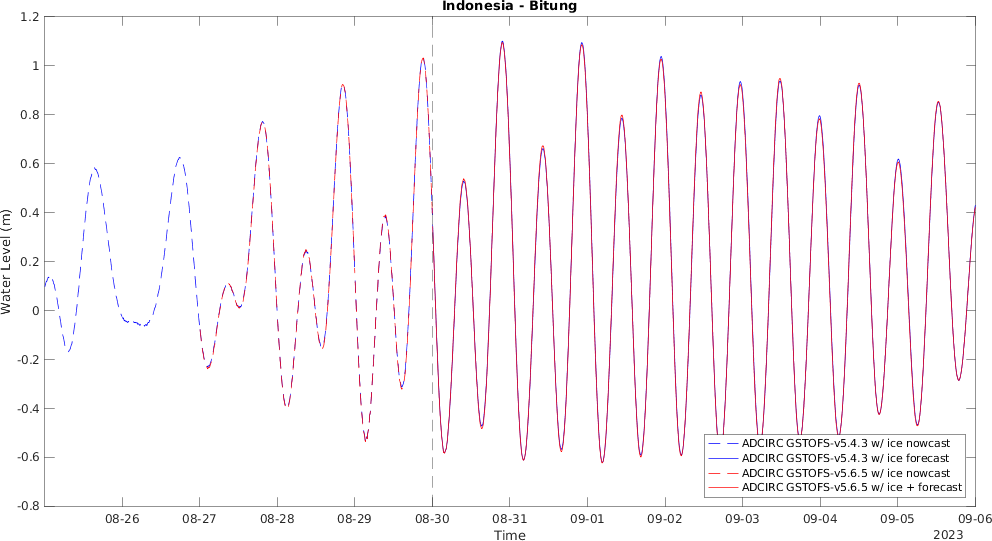 Indonesia - Bitung
Water Level (m)
1.2
1
0.8
0.6
0.4
0.2
0
-0.2
-0.4
-0.6
-0.8
ADCIRC GSTOFS-v5.4.3 w/ ice nowcast
ADCIRC GSTOFS-v5.4.3 w/ ice forecast
ADCIRC GSTOFS-v5.6.5 w/ ice nowcast
ADCIRC GSTOFS-v5.6.5 w/ ice + forecast
08-26 08-27 08-28 08-29 08-30 08-31 09-01 09-02 09-03 09-04 09-05 09-06
Time
2023